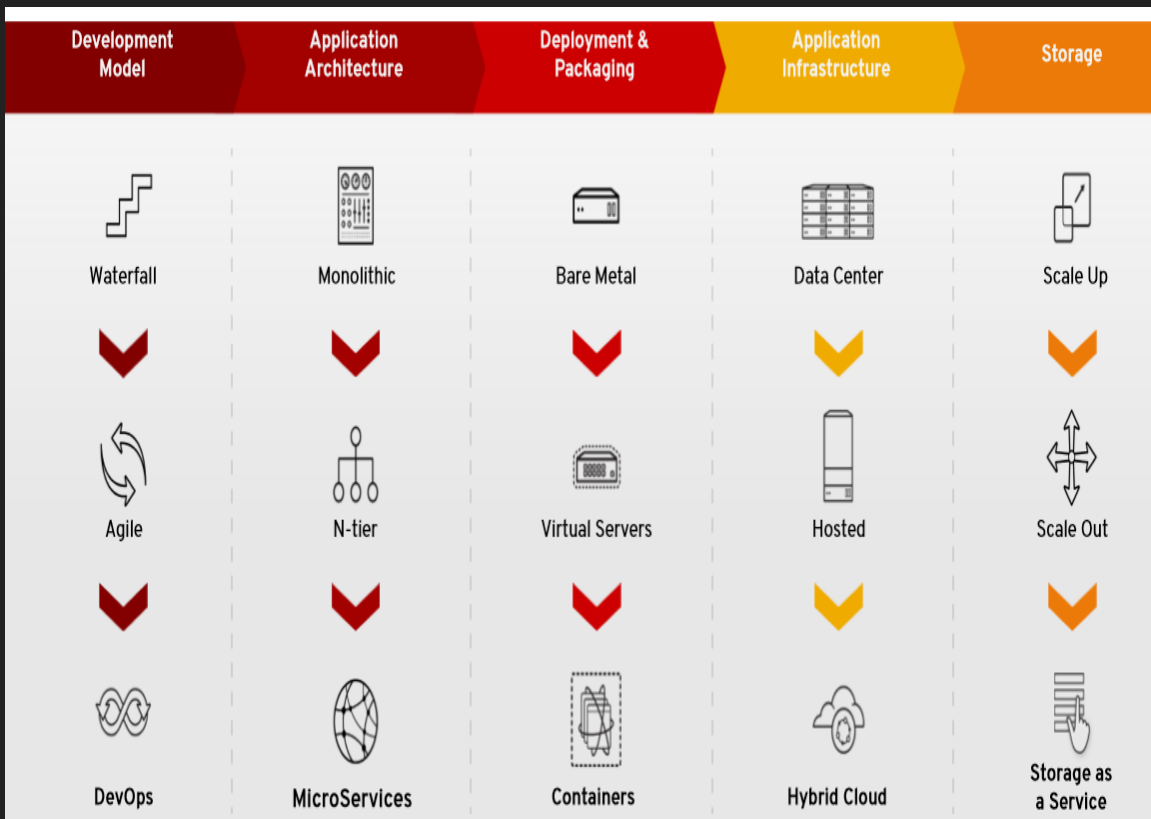 Development
Model
Application
Architecture
Deployment &
Packaging
Application
Infrastructure
Storage
Waterfall
Monolithic
Bare Metal
Data Center
Scale Up
Agile
N-tier
Virtual Servers
Hosted
Scale Out
DevOps
MicroServices
Containers
Hybrid Cloud
Storage as
a Service